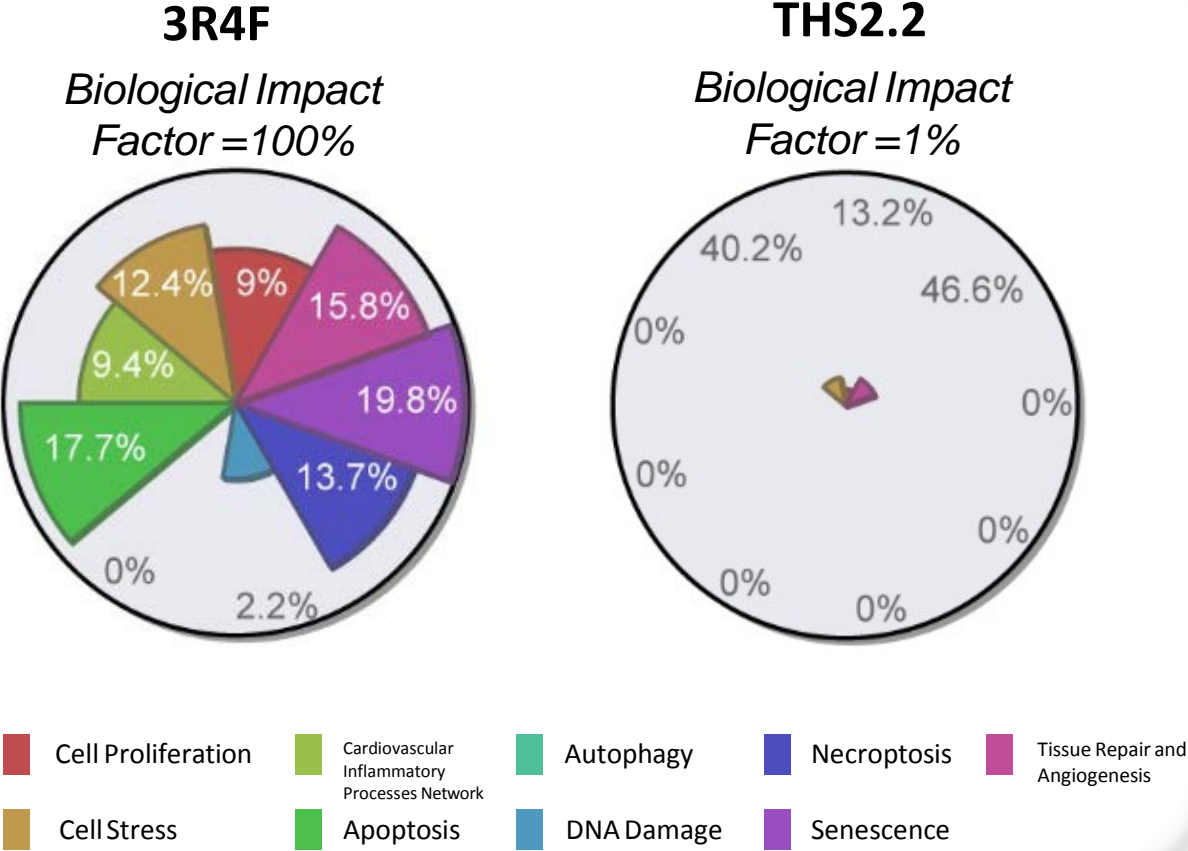 3R4F
Biological Impact
Factor =100%
12.4%
9%
15.8%
9.4%
19.8%
17.7%
13.7%
0%
2.2%
THS2.2
Biological Impact
Factor =1%
13.2%
40.2%
46.6%
0%
0%
0%
0%
0%
0%
Cell Proliferation
Cardiovascular
Inflammatory
Processes Network
Autophagy
Necroptosis
Tissue Repair and
Angiogenesis
Cell Stress
Apoptosis
DNA Damage
Senescence